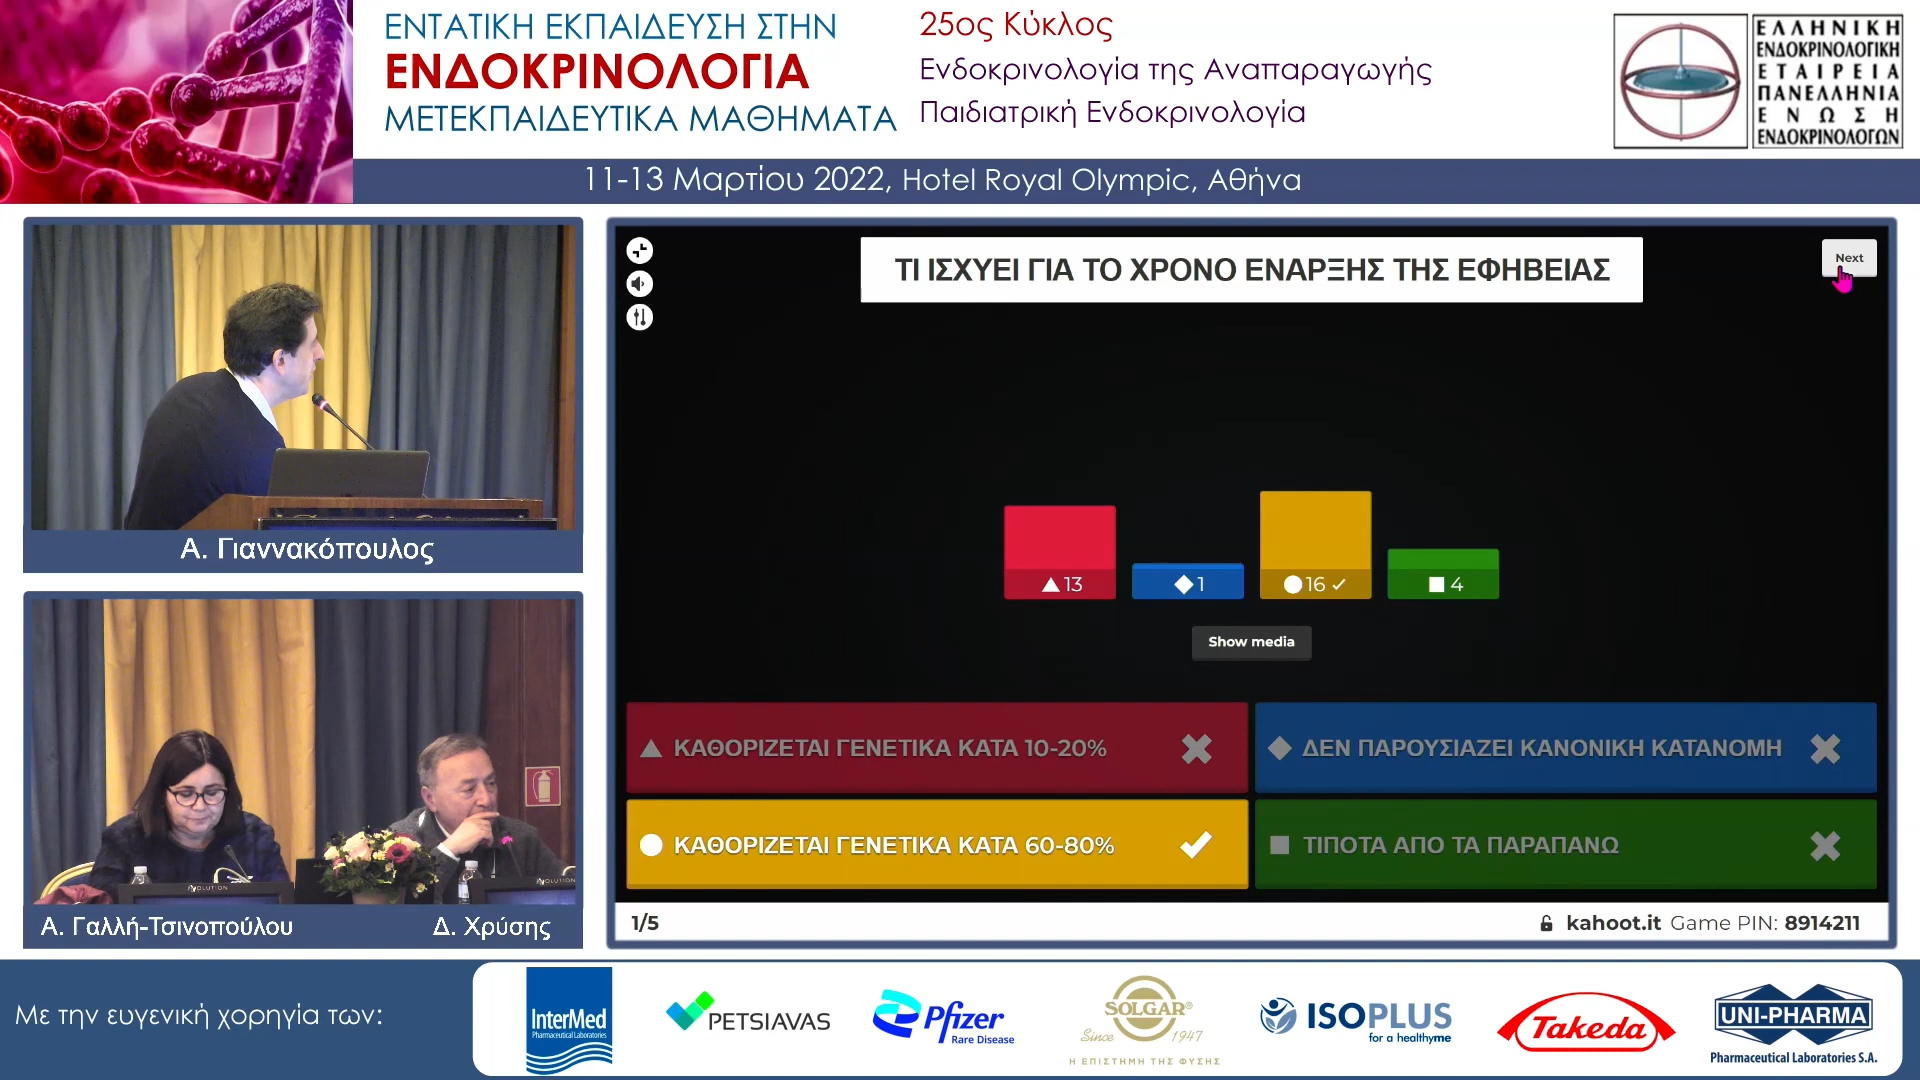 ΕΝΤΑΤΙΚΗ ΕΚΠΑΙΔΕΥΣΗ ΣΤΗΝ
ΕΝΔΟΚΡΙΝΟΛΟΓΙΑ
ΜΕΤΕΚΠΑΙΔΕΥΤΙΚΑ ΜΑΘΗΜΑΤΑ
25ος Κύκλος
Ενδοκρινολογία της Αναπαραγωγής
Παιδιατρική Ενδοκρινολογία
ΕΛΛΗΝΙΚΗ
ΕΝΔΟΚΡΙΝΟΛΟΓΙΚΗ
ΕΤΑΙΡΕΙΑ
ΠΑΝΕΛΛΗΝΙΑ
ΕΝΩΣΗ
ΕΝΔΟΚΡΙΝΟΛΟΓΩΝ
11-13 Μαρτίου 2022, Hotel Royal Olympic, Αθήνα
Α. Γιαννακόπουλος
Α. Γαλλή-Τσινοπούλου
Δ. Χρύσης
ΤΙ ΙΣΧΥΕΙ ΓΙΑ ΤΟ ΧΡΟΝΟ ΕΝΑΡΞΗΣ ΤΗΣ ΕΦΗΒΕΙΑΣ
Next
13
1
16
4
Show media
ΚΑΘΟΡΙΖΕΤΑΙ ΓΕΝΕΤΙΚΑ ΚΑΤΑ 10-20%
ΔΕΝ ΠΑΡΟΥΣΙΑΖΕΙ ΚΑΝΟΝΙΚΗ ΚΑΤΑΝΟΜΗ
ΚΑΘΟΡΙΖΕΤΑΙ ΓΕΝΕΤΙΚΑ ΚΑΤΑ 60-80%
ΤΙΠΟΤΑ ΑΠΟ ΤΑ ΠΑΡΑΠΑΝΩ
1/5
kahoot.it Game PIN: 8914211
Με την ευγενική χορηγία των:
InterMed
Pharmaceutical Laboratories
PETSIAVAS
Pfizer
Rare Disease
SOLGAR®
Since 1947
Η ΕΠΙΣΤΗΜΗ ΤΗΣ ΦΥΣΗΣ
ISOPLUS
for a healthyme
Takeda
UNI-PHARMA
Pharmaceutical Laboratories S.A.